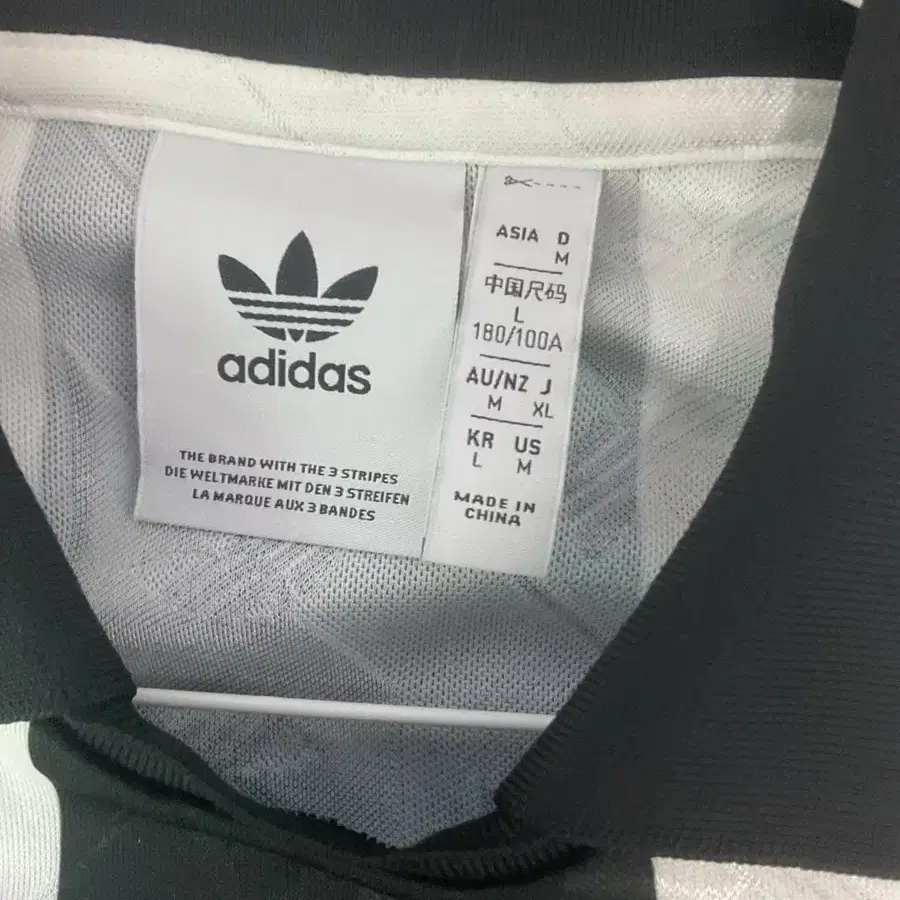 adidas
THE BRAND WITH THE 3 STRIPES
DIE WELTMARKE MIT DEN 3 STREIFEN
LA MARQUE AUX 3 BANDES
ASIA D
M
中国尺码
L
180/100A
AU/NZ J
M XL
KR US
L M
MADE IN
CHINA